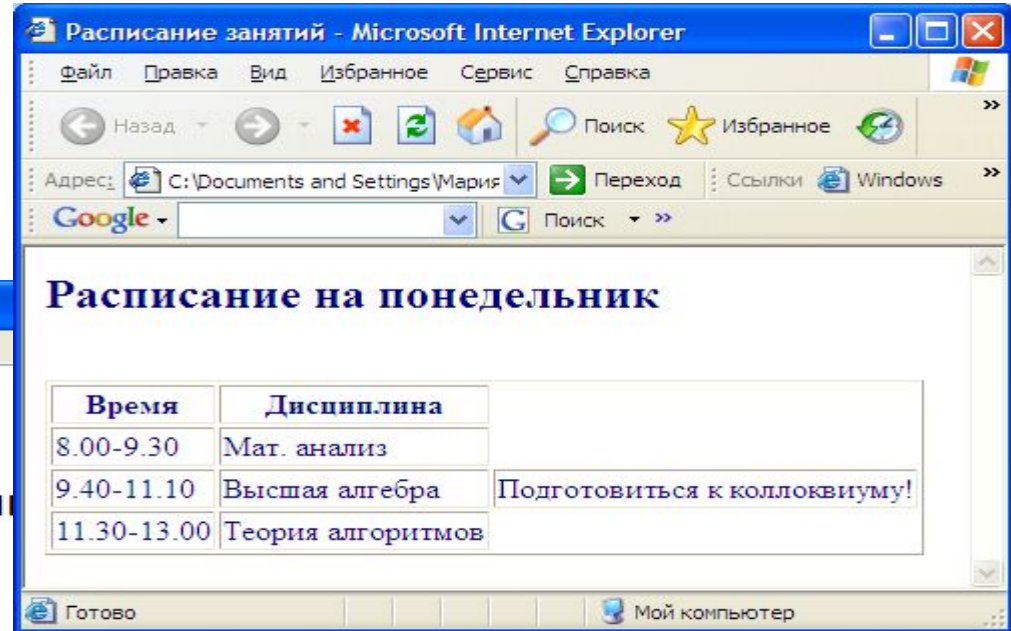 Расписание занятий - Microsoft Internet Explorer
Файл Правка Вид Избранное Сервис Справка
Назад Поиск Избранное »
Адрес: C:\Documents and Settings\Мария Переход Ссылки Windows »
Google G Поиск »
Расписание на понедельник
Время Дисциплина
8.00-9.30 Мат. анализ
9.40-11.10 Высшая алгебра Подготовиться к коллоквиуму!
11.30-13.00 Теория алгоритмов
Готово Мой компьютер